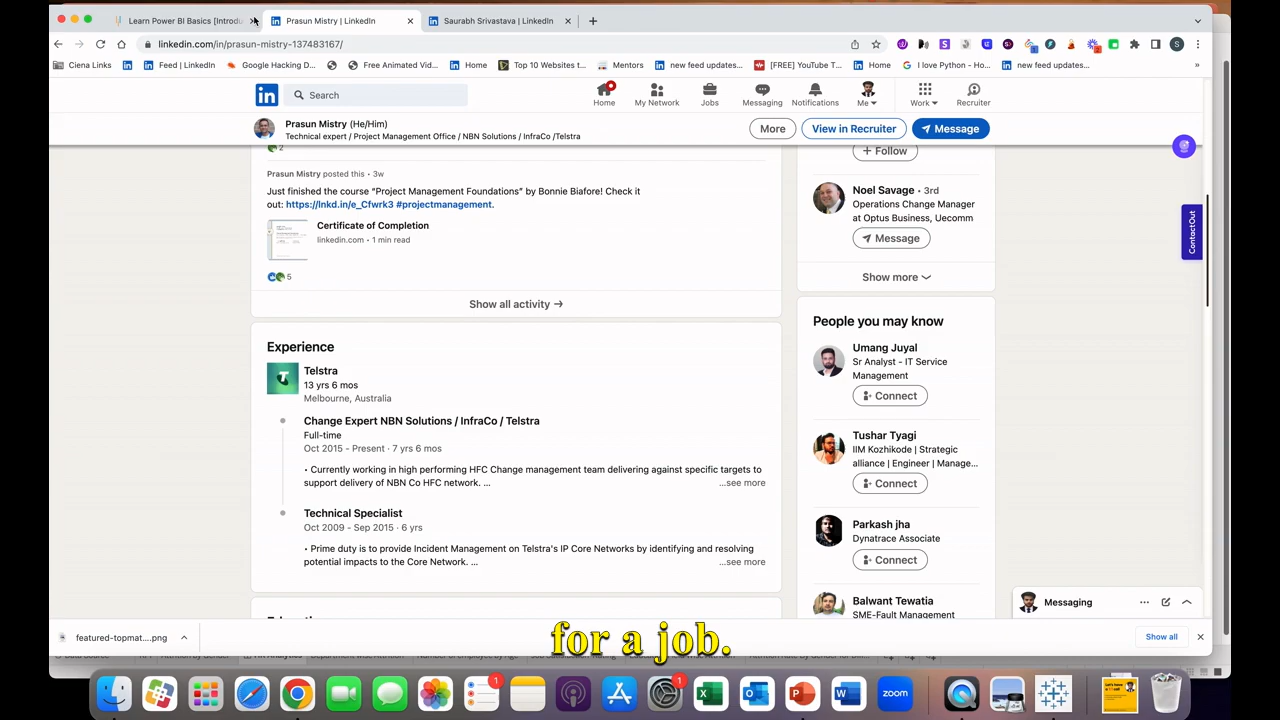 Learn Power BI Basics [Introdu
Prasun Mistry | LinkedIn
Saurabh Srivastava | LinkedIn
linkedin.com/in/prasun-mistry-137483167/
Ciena Links
Feed | LinkedIn
Google Hacking D...
Free Animated Vid...
Home
Top 10 Websites t...
Mentors
new feed updates...
[FREE] YouTube T...
Home
I love Python - Ho...
new feed updates...
Search
Home
My Network
Jobs
Messaging
Notifications
Me
Work
Recruiter
Prasun Mistry (He/Him)
Technical expert / Project Management Office / NBN Solutions / InfraCo /Telstra
More
View in Recruiter
Message
2
Prasun Mistry posted this • 3w
Just finished the course “Project Management Foundations” by Bonnie Biafore! Check it
out: https://lnkd.in/e_Cfwrk3 #projectmanagement.
Certificate of Completion
linkedin.com • 1 min read
5
Show all activity →
Experience
Telstra
13 yrs 6 mos
Melbourne, Australia
Change Expert NBN Solutions / InfraCo / Telstra
Full-time
Oct 2015 - Present · 7 yrs 6 mos
• Currently working in high performing HFC Change management team delivering against specific targets to
support delivery of NBN Co HFC network. ...
...see more
Technical Specialist
Oct 2009 - Sep 2015 · 6 yrs
• Prime duty is to provide Incident Management on Telstra's IP Core Networks by identifying and resolving
potential impacts to the Core Network. ...
...see more
+ Follow
Noel Savage • 3rd
Operations Change Manager
at Optus Business, Uecomm
Message
Show more
People you may know
Umang Juyal
Sr Analyst - IT Service
Management
Connect
Tushar Tyagi
IIM Kozhikode | Strategic
alliance | Engineer | Manage...
Connect
Parkash jha
Dynatrace Associate
Connect
Balwant Tewatia
SME-Fault Management
ContactOut
Messaging
featured-topmat....png
Show all
for a job.
1
1
zoom